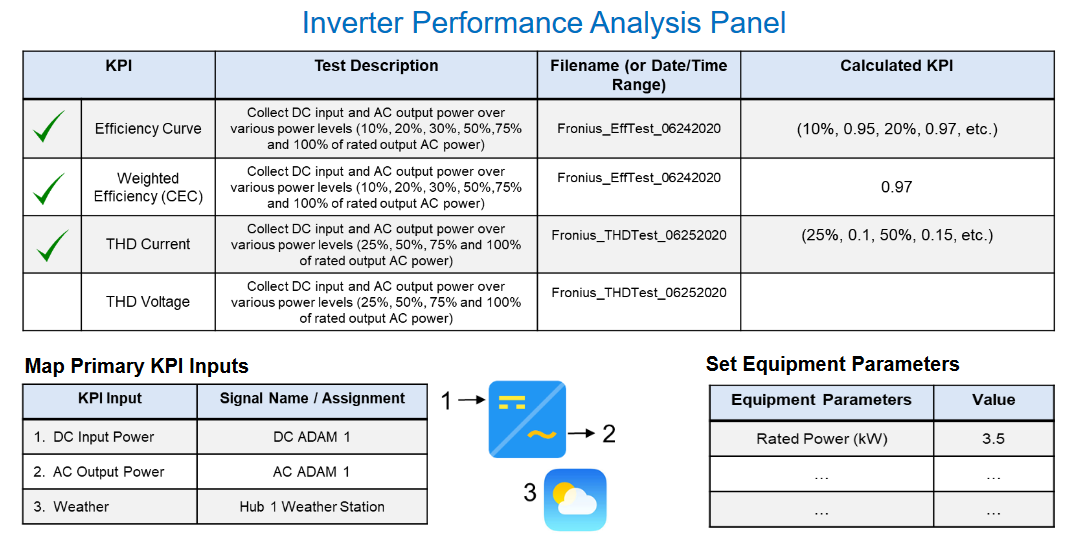 Inverter Performance Analysis Panel
KPI
Test Description
Filename (or Date/Time
Range)
Calculated KPI
Efficiency Curve
Collect DC input and AC output power over
various power levels (10%, 20%, 30%, 50%,75%
and 100% of rated output AC power)
Fronius_EffTest_06242020
(10%, 0.95, 20%, 0.97, etc.)
Weighted
Efficiency (CEC)
Collect DC input and AC output power over
various power levels (10%, 20%, 30%, 50%,75%
and 100% of rated output AC power)
Fronius_EffTest_06242020
0.97
THD Current
Collect DC input and AC output power over
various power levels (25%, 50%, 75% and 100%
of rated output AC power)
Fronius_THDTest_06252020
(25%, 0.1, 50%, 0.15, etc.)
THD Voltage
Collect DC input and AC output power over
various power levels (25%, 50%, 75% and 100%
of rated output AC power)
Fronius_THDTest_06252020
Map Primary KPI Inputs
KPI Input
Signal Name / Assignment
1. DC Input Power
DC ADAM 1
2. AC Output Power
AC ADAM 1
3. Weather
Hub 1 Weather Station
1
2
3
Set Equipment Parameters
Equipment Parameters
Value
Rated Power (kW)
3.5
...
...
...
...